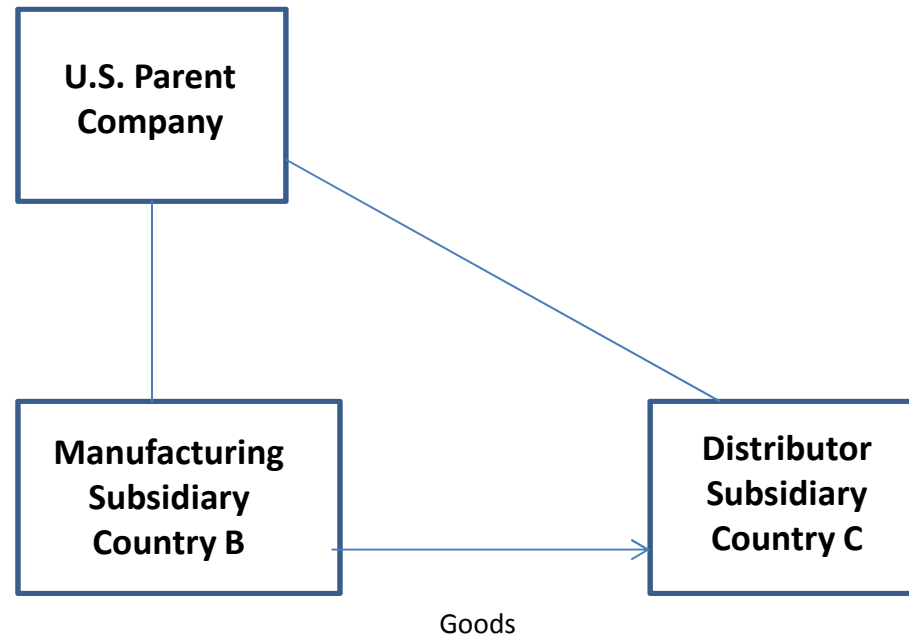 U.S. Parent
Company
Manufacturing
Subsidiary
Country B
Distributor
Subsidiary
Country C
Goods